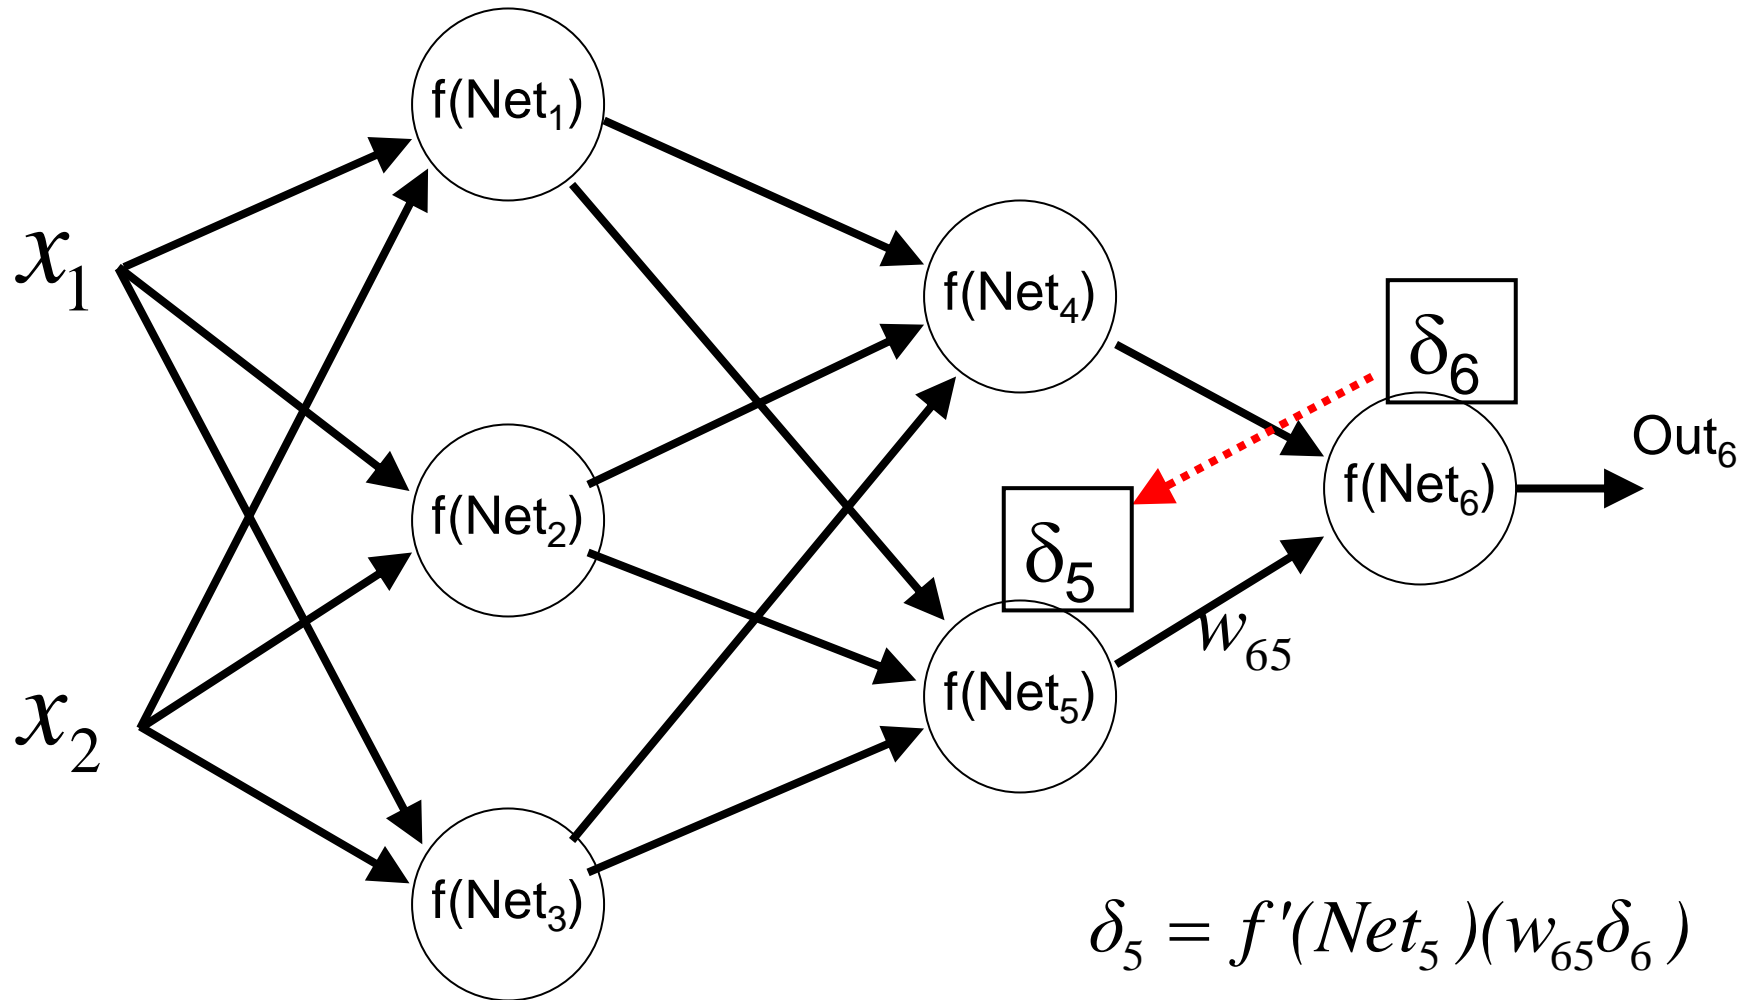 f(Net₁)
x₁
f(Net₄)
δ₆
Out₆
f(Net₆)
f(Net₂)
δ₅
w₆₅
f(Net₅)
x₂
f(Net₃)
δ₅ = f'(Net₅)(w₆₅δ₆)